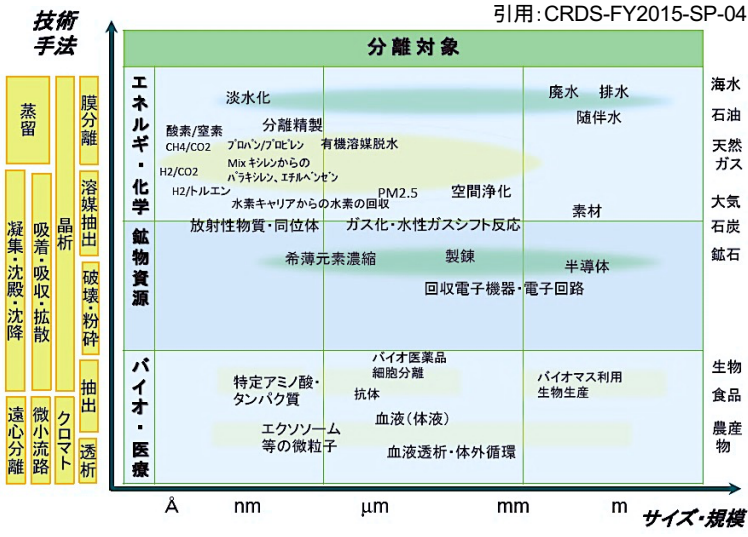 引用:CRDS-FY2015-SP-04
技術
手法
分離対象
蒸留
凝集・沈殿・沈降
遠心分離
吸着・吸収・拡散
微小流路
晶析
クロマト
膜分離
溶媒抽出
破壊・粉砕
抽出
透析
エネルギ・化学
淡水化
廃水 排水
随伴水
酸素/窒素
分離精製
CH4/CO2
プロパン/プロピレン
有機溶媒脱水
H2/CO2
Mixキシレンからの
パラキシレン、エチルベンゼン
H2/トルエン
PM2.5
空間浄化
水素キャリアからの水素の回収
素材
放射性物質・同位体
ガス化・水性ガスシフト反応
鉱物資源
希薄元素濃縮
製錬
半導体
回収電子機器・電子回路
バイオ・医療
バイオ医薬品
細胞分離
特定アミノ酸・
タンパク質
抗体
バイオマス利用
生物生産
血液(体液)
エクソソーム
等の微粒子
血液透析・体外循環
海水
石油
天然
ガス
大気
石炭
鉱石
生物
食品
農産
物
Å nm μm mm m
サイズ・規模